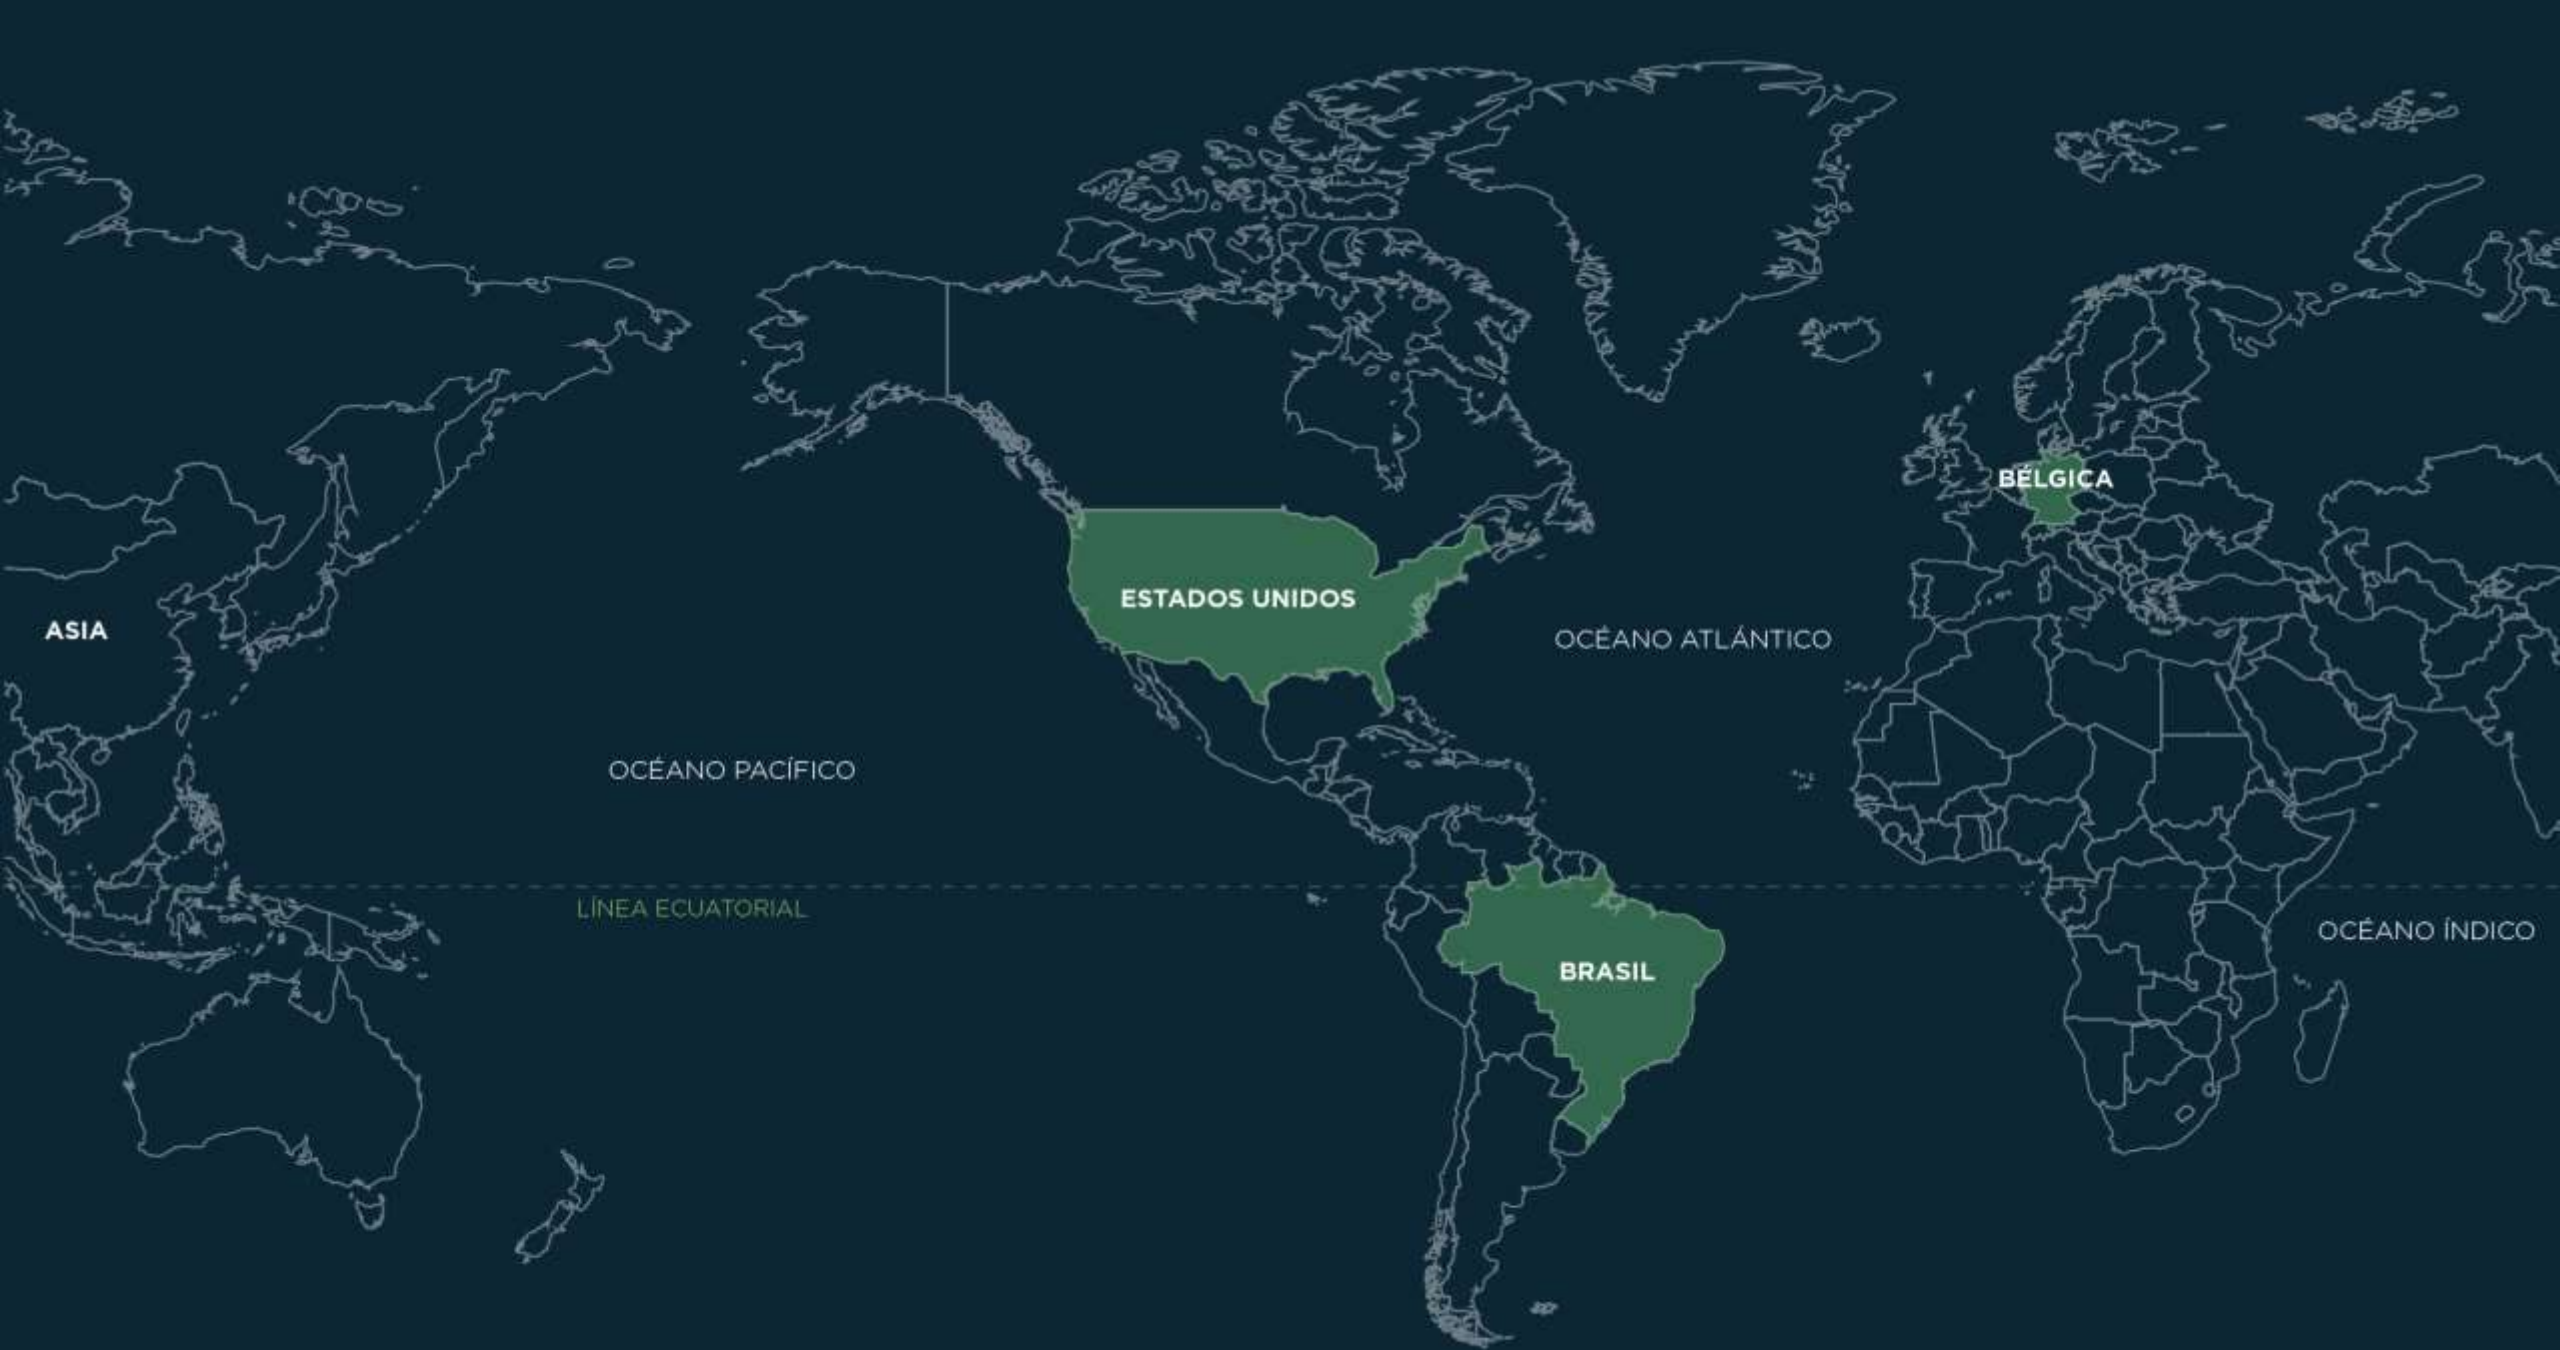 BÉLGICA
ESTADOS UNIDOS
ASIA
OCÉANO ATLÁNTICO
OCÉANO PACÍFICO
LÍNEA ECUATORIAL
OCÉANO ÍNDICO
BRASIL